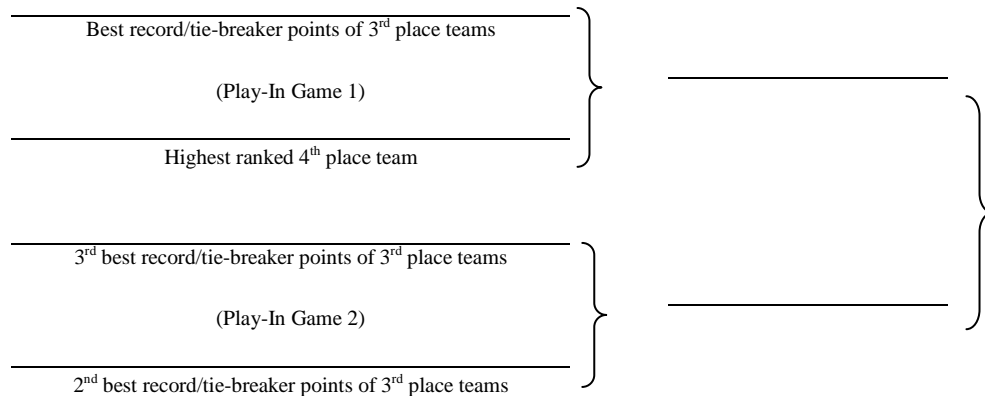 Best record/tie-breaker points of 3rd place teams
(Play-In Game 1)
Highest ranked 4th place team
3rd best record/tie-breaker points of 3rd place teams
(Play-In Game 2)
2nd best record/tie-breaker points of 3rd place teams